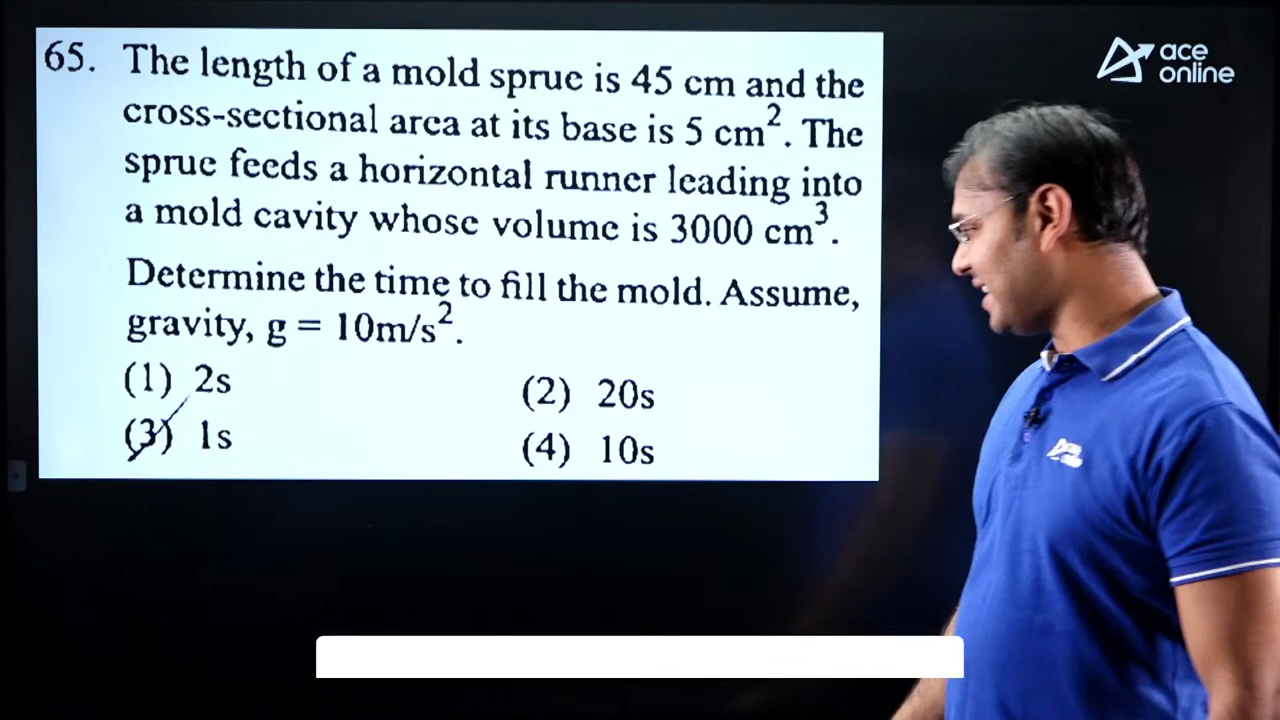 65. The length of a mold sprue is 45 cm and the
cross-sectional area at its base is 5 cm². The
sprue feeds a horizontal runner leading into
a mold cavity whose volume is 3000 cm³.
Determine the time to fill the mold. Assume,
gravity, g = 10m/s².
(1) 2s
(2) 20s
(3) 1s
(4) 10s
ace
online